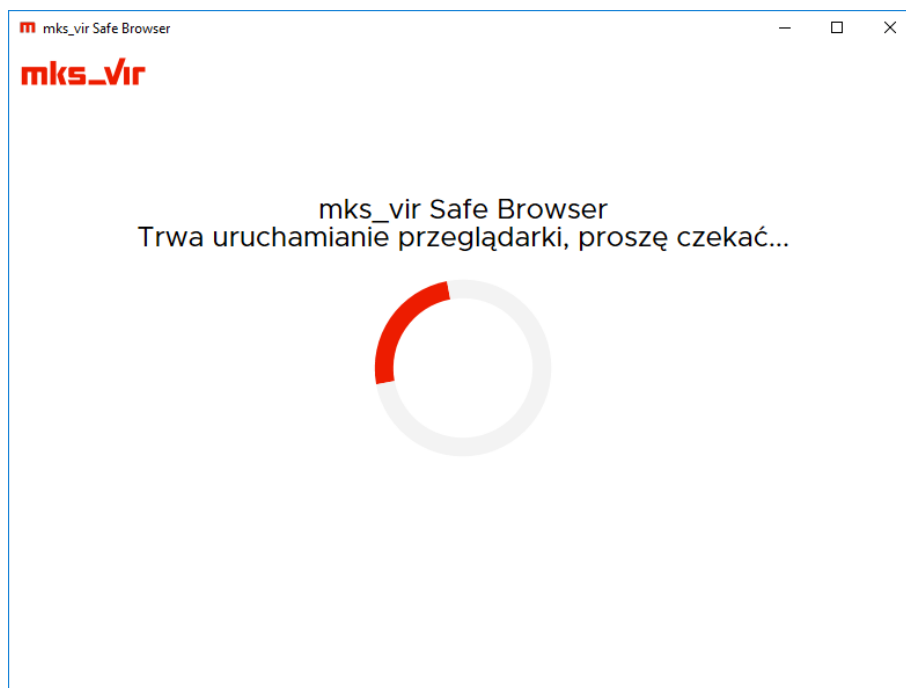 mks_vir Safe Browser
mks_vir
mks_vir Safe Browser
Trwa uruchamianie przeglądarki, proszę czekać...